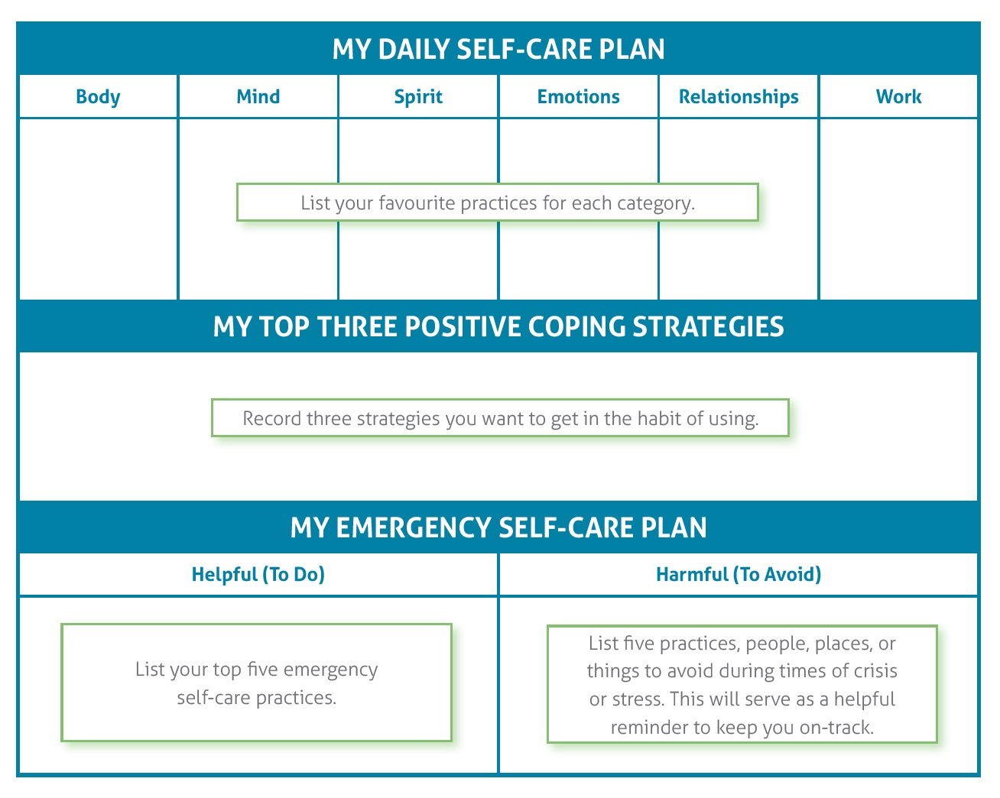 MY DAILY SELF-CARE PLAN
Body Mind Spirit Emotions Relationships Work
List your favourite practices for each category.
MY TOP THREE POSITIVE COPING STRATEGIES
Record three strategies you want to get in the habit of using.
MY EMERGENCY SELF-CARE PLAN
Helpful (To Do) Harmful (To Avoid)
List your top five emergency
self-care practices.
List five practices, people, places, or
things to avoid during times of crisis
or stress. This will serve as a helpful
reminder to keep you on-track.